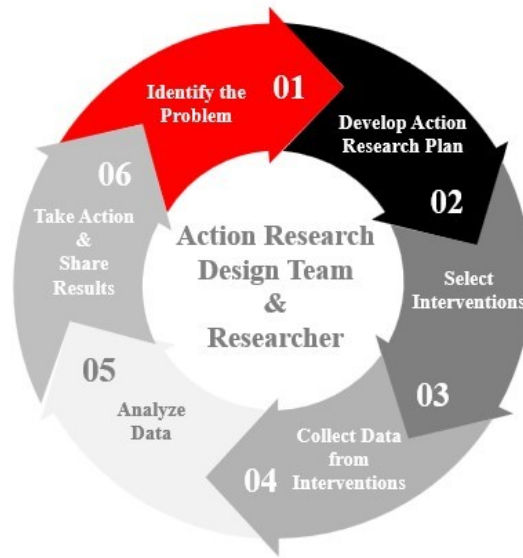 01
Identify the
Problem
Develop Action
Research Plan
02
Select
Interventions
03
Collect Data
from
Interventions
04
Analyze
Data
05
Take Action
&
Share
Results
06
Action Research
Design Team
&
Researcher